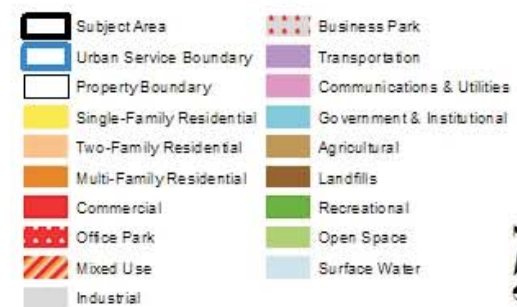 Subject Area
Urban Service Boundary
Property Boundary
Single-Family Residential
Two-Family Residential
Multi-Family Residential
Commercial
Office Park
Mixed Use
Industrial
Business Park
Transportation
Communications & Utilities
Government & Institutional
Agricultural
Landfills
Recreational
Open Space
Surface Water